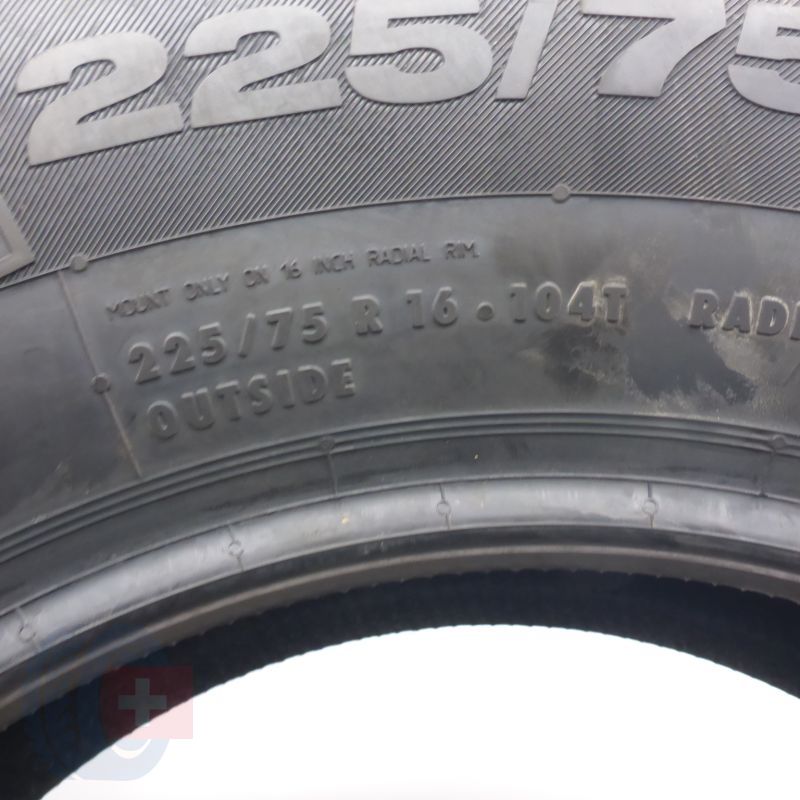 225/75
MOUNT ONLY ON 16 INCH RADIAL RIM.
225/75 R 16 • 104T
OUTSIDE